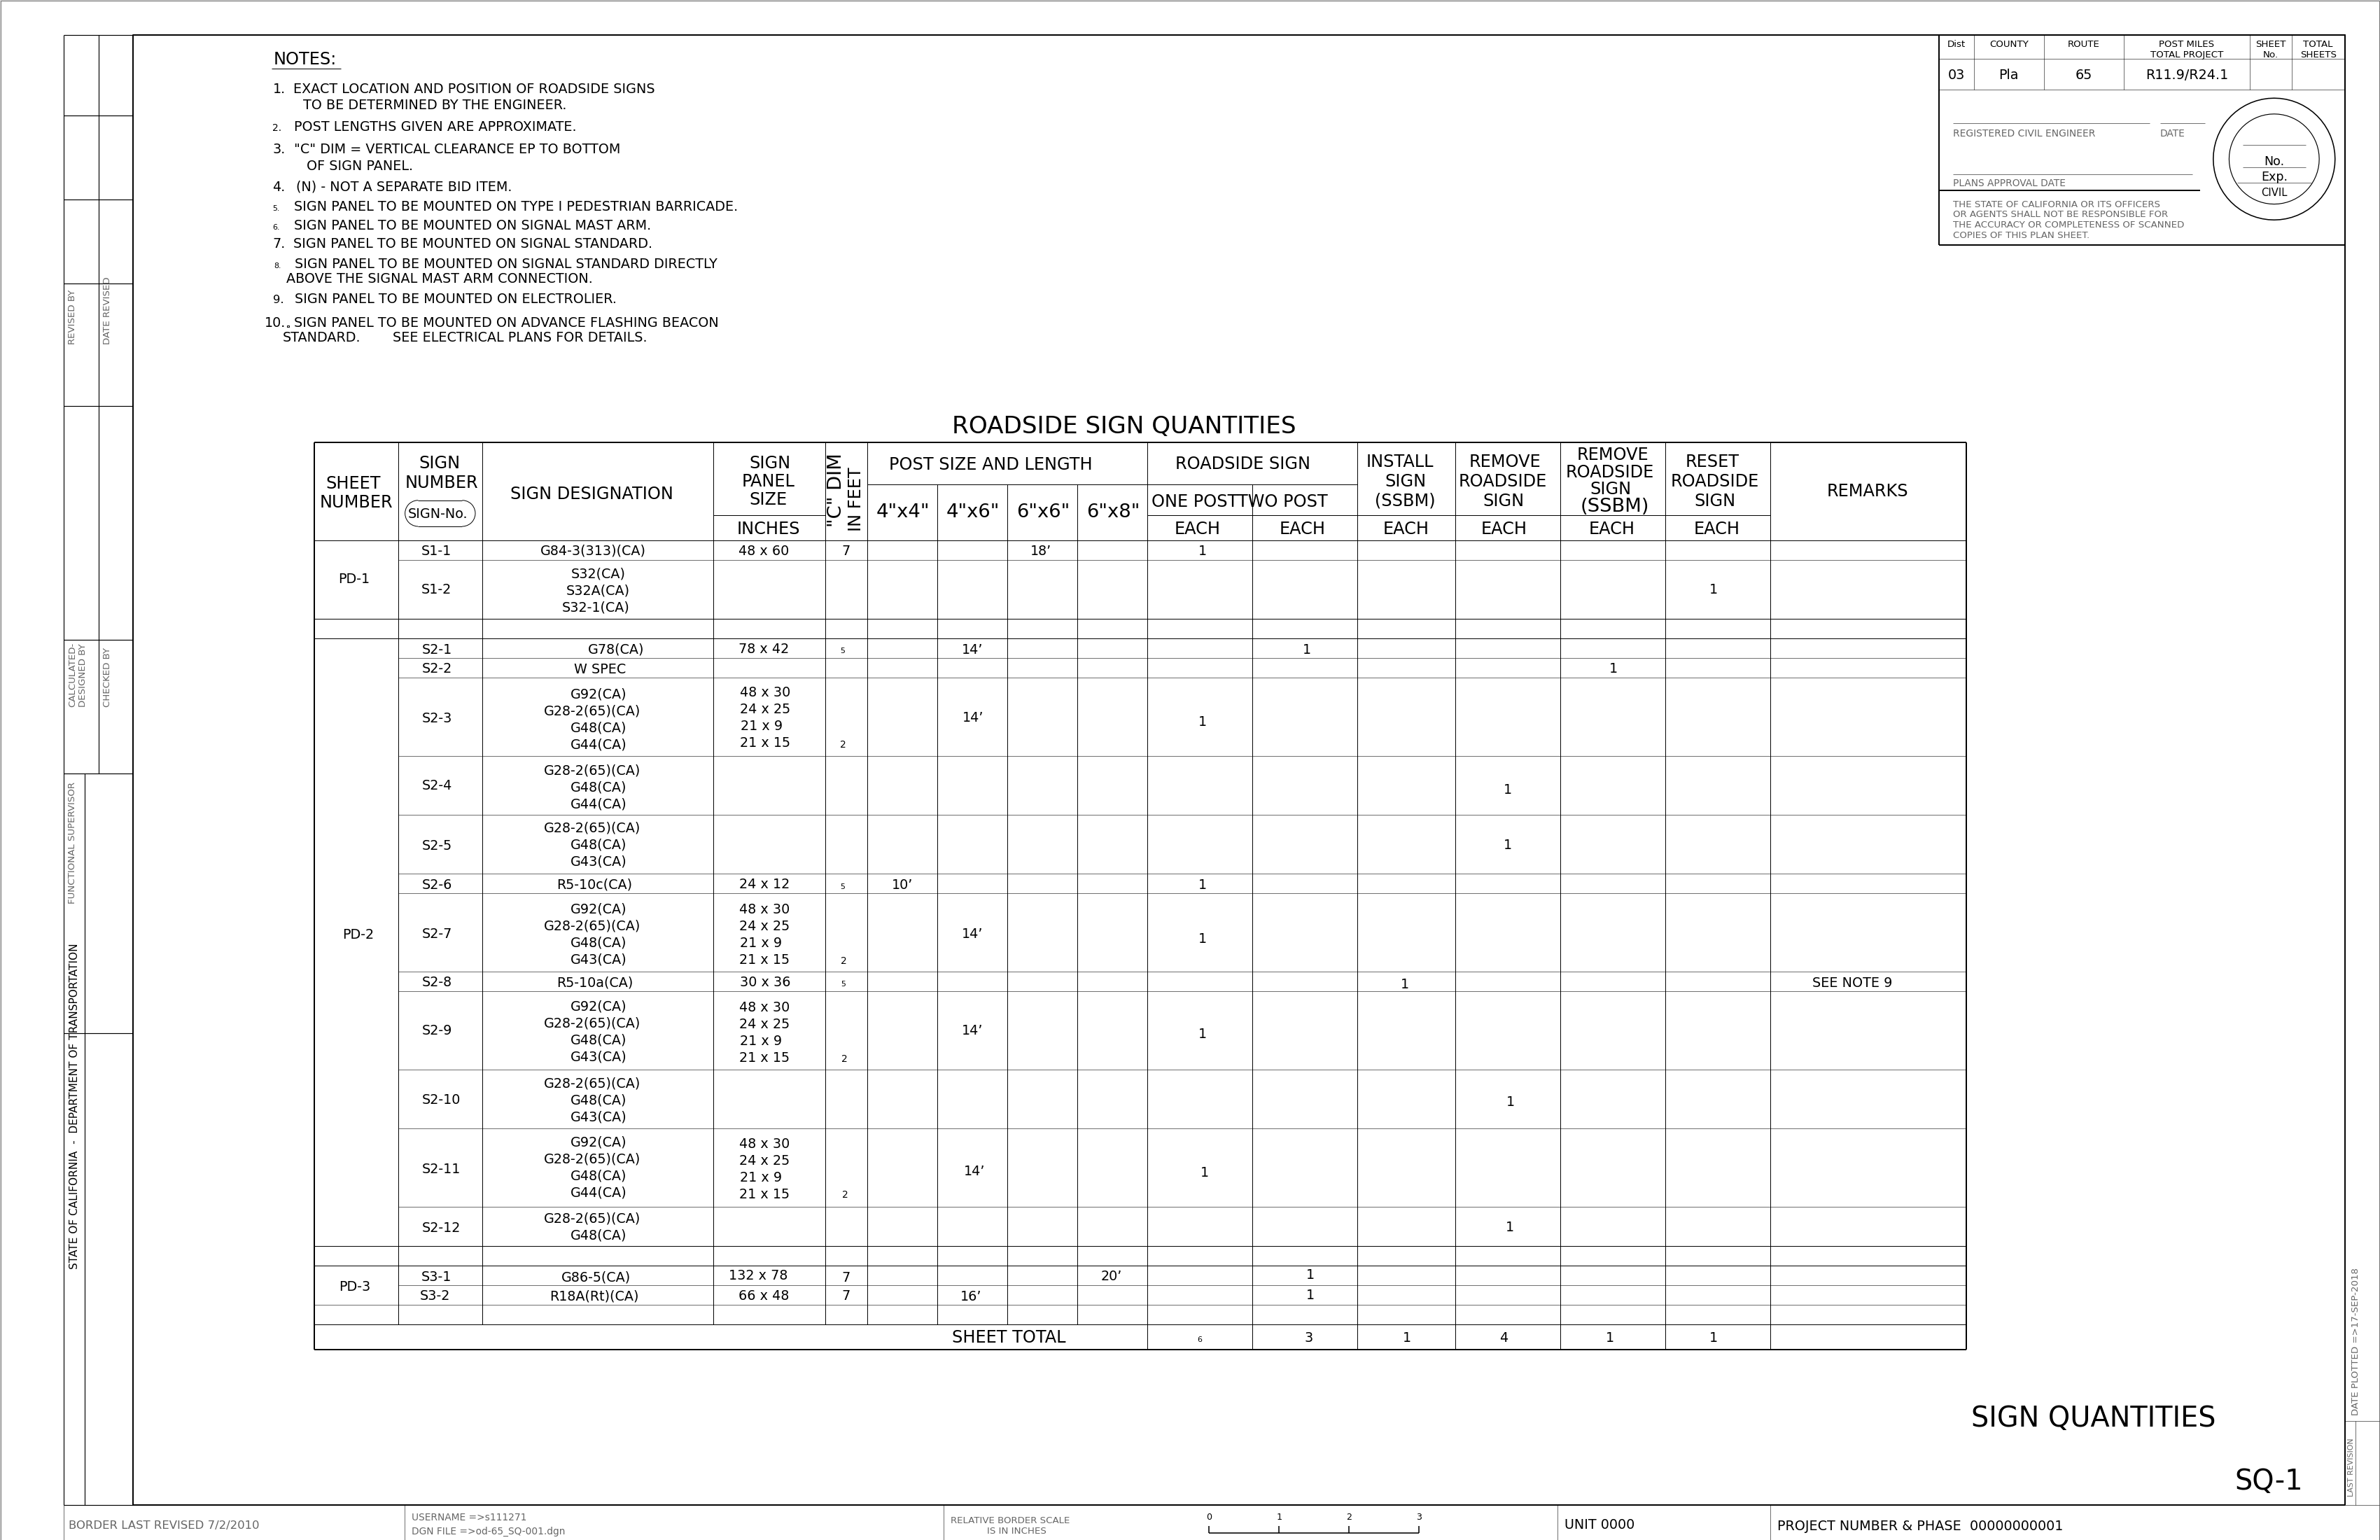 NOTES:
1. EXACT LOCATION AND POSITION OF ROADSIDE SIGNS
TO BE DETERMINED BY THE ENGINEER.
2. POST LENGTHS GIVEN ARE APPROXIMATE.
3. "C" DIM = VERTICAL CLEARANCE EP TO BOTTOM
OF SIGN PANEL.
4. (N) - NOT A SEPARATE BID ITEM.
5. SIGN PANEL TO BE MOUNTED ON TYPE I PEDESTRIAN BARRICADE.
6. SIGN PANEL TO BE MOUNTED ON SIGNAL MAST ARM.
7. SIGN PANEL TO BE MOUNTED ON SIGNAL STANDARD.
8. SIGN PANEL TO BE MOUNTED ON SIGNAL STANDARD DIRECTLY
ABOVE THE SIGNAL MAST ARM CONNECTION.
9. SIGN PANEL TO BE MOUNTED ON ELECTROLIER.
10. . SIGN PANEL TO BE MOUNTED ON ADVANCE FLASHING BEACON
STANDARD. SEE ELECTRICAL PLANS FOR DETAILS.
Dist COUNTY ROUTE POST MILES TOTAL PROJECT SHEET No. TOTAL SHEETS
03 Pla 65 R11.9/R24.1
REGISTERED CIVIL ENGINEER DATE
PLANS APPROVAL DATE
No.
Exp.
CIVIL
THE STATE OF CALIFORNIA OR ITS OFFICERS
OR AGENTS SHALL NOT BE RESPONSIBLE FOR
THE ACCURACY OR COMPLETENESS OF SCANNED
COPIES OF THIS PLAN SHEET.
REVISED BY
DATE REVISED
CALCULATED-
DESIGNED BY
CHECKED BY
FUNCTIONAL SUPERVISOR
STATE OF CALIFORNIA - DEPARTMENT OF TRANSPORTATION
ROADSIDE SIGN QUANTITIES
SHEET NUMBER SIGN NUMBER SIGN-No. SIGN DESIGNATION SIGN PANEL SIZE INCHES "C" DIM IN FEET POST SIZE AND LENGTH 4"x4" 4"x6" 6"x6" 6"x8" ROADSIDE SIGN ONE POST EACH TWO POST EACH INSTALL SIGN (SSBM) EACH REMOVE ROADSIDE SIGN EACH REMOVE ROADSIDE SIGN (SSBM) EACH RESET ROADSIDE SIGN EACH REMARKS
PD-1
S1-1 G84-3(313)(CA) 48 x 60 7 18’ 1
S1-2 S32(CA)
S32A(CA) 1
S32-1(CA)
PD-2
S2-1 G78(CA) 78 x 42 5 14’ 1
S2-2 W SPEC 1
S2-3 G92(CA) 48 x 30
G28-2(65)(CA) 24 x 25 14’ 1
G48(CA) 21 x 9
G44(CA) 21 x 15 2
S2-4 G28-2(65)(CA)
G48(CA) 1
G44(CA)
S2-5 G28-2(65)(CA)
G48(CA) 1
G43(CA)
S2-6 R5-10c(CA) 24 x 12 5 10’ 1
S2-7 G92(CA) 48 x 30
G28-2(65)(CA) 24 x 25 14’ 1
G48(CA) 21 x 9
G43(CA) 21 x 15 2
S2-8 R5-10a(CA) 30 x 36 5 1 SEE NOTE 9
S2-9 G92(CA) 48 x 30
G28-2(65)(CA) 24 x 25 14’ 1
G48(CA) 21 x 9
G43(CA) 21 x 15 2
S2-10 G28-2(65)(CA)
G48(CA) 1
G43(CA)
S2-11 G92(CA) 48 x 30
G28-2(65)(CA) 24 x 25 14’ 1
G48(CA) 21 x 9
G44(CA) 21 x 15 2
S2-12 G28-2(65)(CA) 1
G48(CA)
PD-3
S3-1 G86-5(CA) 132 x 78 7 20’ 1
S3-2 R18A(Rt)(CA) 66 x 48 7 16’ 1
SHEET TOTAL 6 3 1 4 1 1
SIGN QUANTITIES
SQ-1
DATE PLOTTED =>17-SEP-2018
LAST REVISION
BORDER LAST REVISED 7/2/2010
USERNAME =>s111271
DGN FILE =>od-65_SQ-001.dgn
RELATIVE BORDER SCALE
IS IN INCHES
0 1 2 3
UNIT 0000
PROJECT NUMBER & PHASE 00000000001